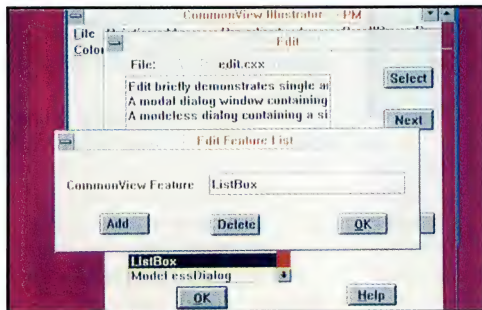 CommonView Illustrator - PM
File
Color
Edit
File: edit.cxx
Edit briefly demonstrates single
A modal dialog window containing
A modeless dialog containing a si
Select
Next
Edit Feature List
CommonView Feature ListBox
Add Delete OK
ListBox
ModeLessDialog
OK Help